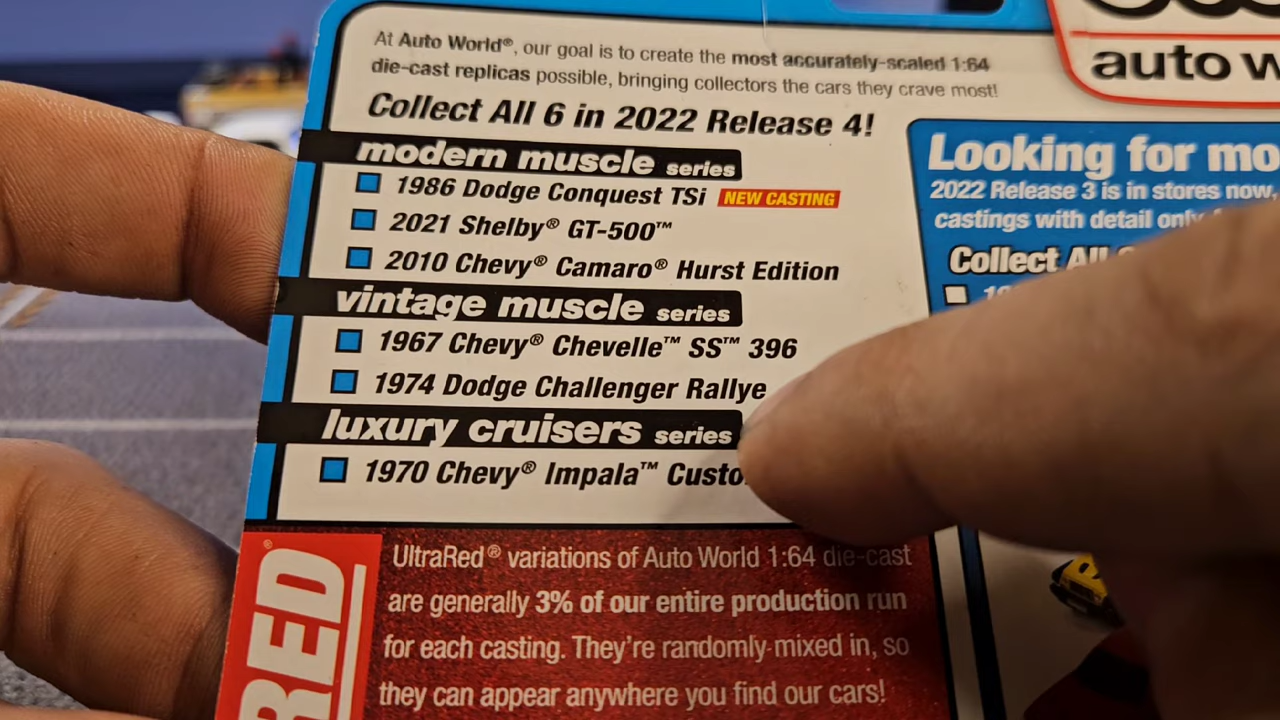 At Auto World®, our goal is to create the most accurately-scaled 1:64
die-cast replicas possible, bringing collectors the cars they crave most!
Collect All 6 in 2022 Release 4!
modern muscle series
1986 Dodge Conquest TSi NEW CASTING
2021 Shelby® GT-500™
2010 Chevy® Camaro® Hurst Edition
vintage muscle series
1967 Chevy® Chevelle™ SS™ 396
1974 Dodge Challenger Rallye
luxury cruisers series
1970 Chevy® Impala™ Custo
RED®
UltraRed® variations of Auto World 1:64 die-cast
are generally 3% of our entire production run
for each casting. They're randomly mixed in, so
they can appear anywhere you find our cars!
auto w
Looking for mo
2022 Release 3 is in stores now,
castings with detail only
Collect All